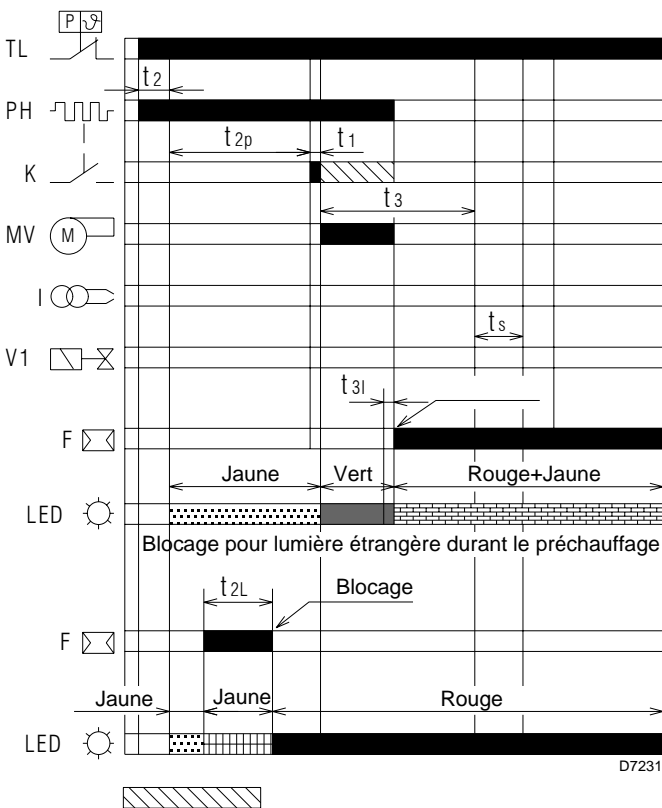 P ϑ
TL
t2
PH
t2p
t1
K
t3
MV M
I
ts
V1
t3l
F
Jaune Vert Rouge+Jaune
LED
Blocage pour lumière étrangère durant le préchauffage
t2L Blocage
F
Jaune Jaune Rouge
LED
D7231